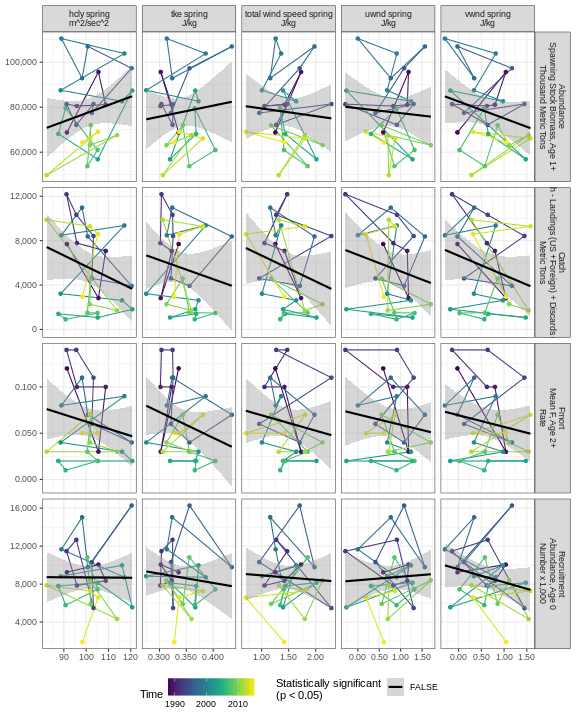 hcly spring
m^2/sec^2
tke spring
J/kg
total wind speed spring
J/kg
uwnd spring
J/kg
vwnd spring
J/kg
100,000
80,000
60,000
Abundance
Spawning Stock Biomass, Age 1+
Thousand Metric Tons
12,000
8,000
4,000
0
Catch
h - Landings (US +Foreign) + Discards
Metric Tons
0.100
0.050
0.000
Fmort
Mean F, Age 2+
Rate
16,000
12,000
8,000
4,000
Recruitment
Abundance, Age 0
Number x 1,000
90 100 110 120
0.300 0.350 0.400
1.00 1.50 2.00
0.00 0.50 1.00 1.50
0.00 0.50 1.00 1.50
Time
1990 2000 2010
Statistically significant
(p < 0.05)
FALSE